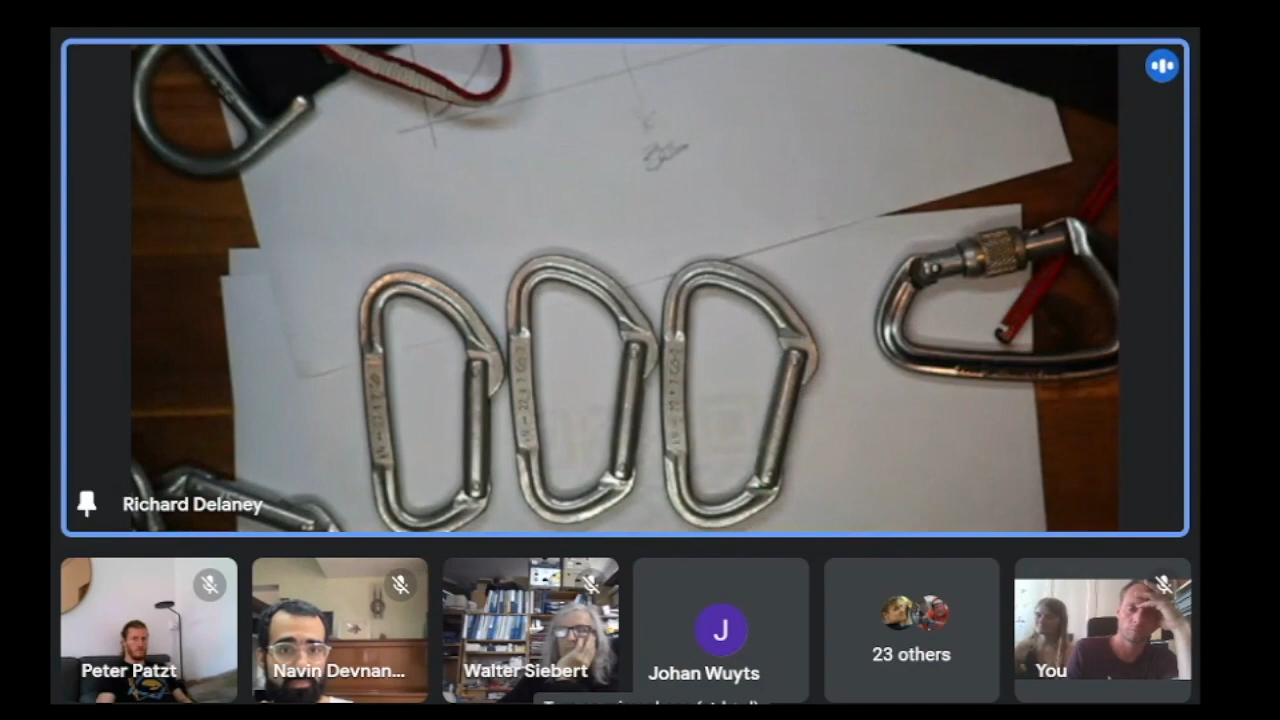 Richard Delaney
Peter Patzt
Navin Devnan...
Walter Siebert
J
Johan Wuyts
23 others
You